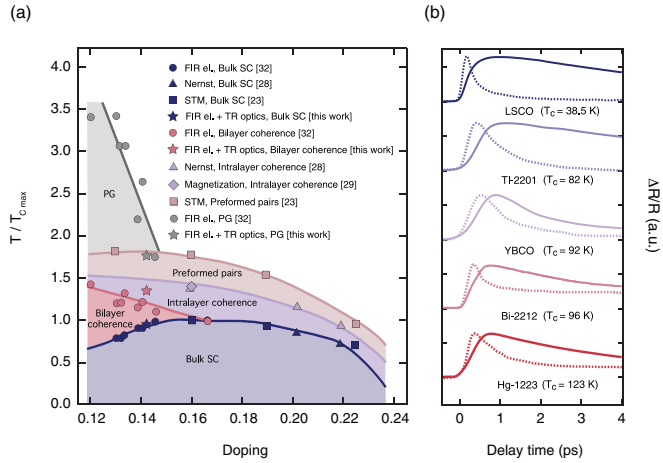 (a)
4.0
3.5
3.0
2.5
2.0
1.5
1.0
0.5
0.0
T / T_C max
0.12
0.14
0.16
0.18
0.20
0.22
0.24
Doping
FIR el., Bulk SC [32]
Nernst, Bulk SC [28]
STM, Bulk SC [23]
FIR el. + TR optics, Bulk SC [this work]
FIR el., Bilayer coherence [32]
FIR el. + TR optics, Bilayer coherence [this work]
Nernst, Intralayer coherence [28]
Magnetization, Intralayer coherence [29]
STM, Preformed pairs [23]
FIR el., PG [32]
FIR el. + TR optics, PG [this work]
PG
Preformed pairs
Intralayer coherence
Bilayer
coherence
Bulk SC
(b)
LSCO (T_C = 38.5 K)
Tl-2201 (T_C = 82 K)
YBCO (T_C = 92 K)
Bi-2212 (T_C = 96 K)
Hg-1223 (T_C = 123 K)
ΔR/R (a.u.)
0
1
2
3
4
Delay time (ps)